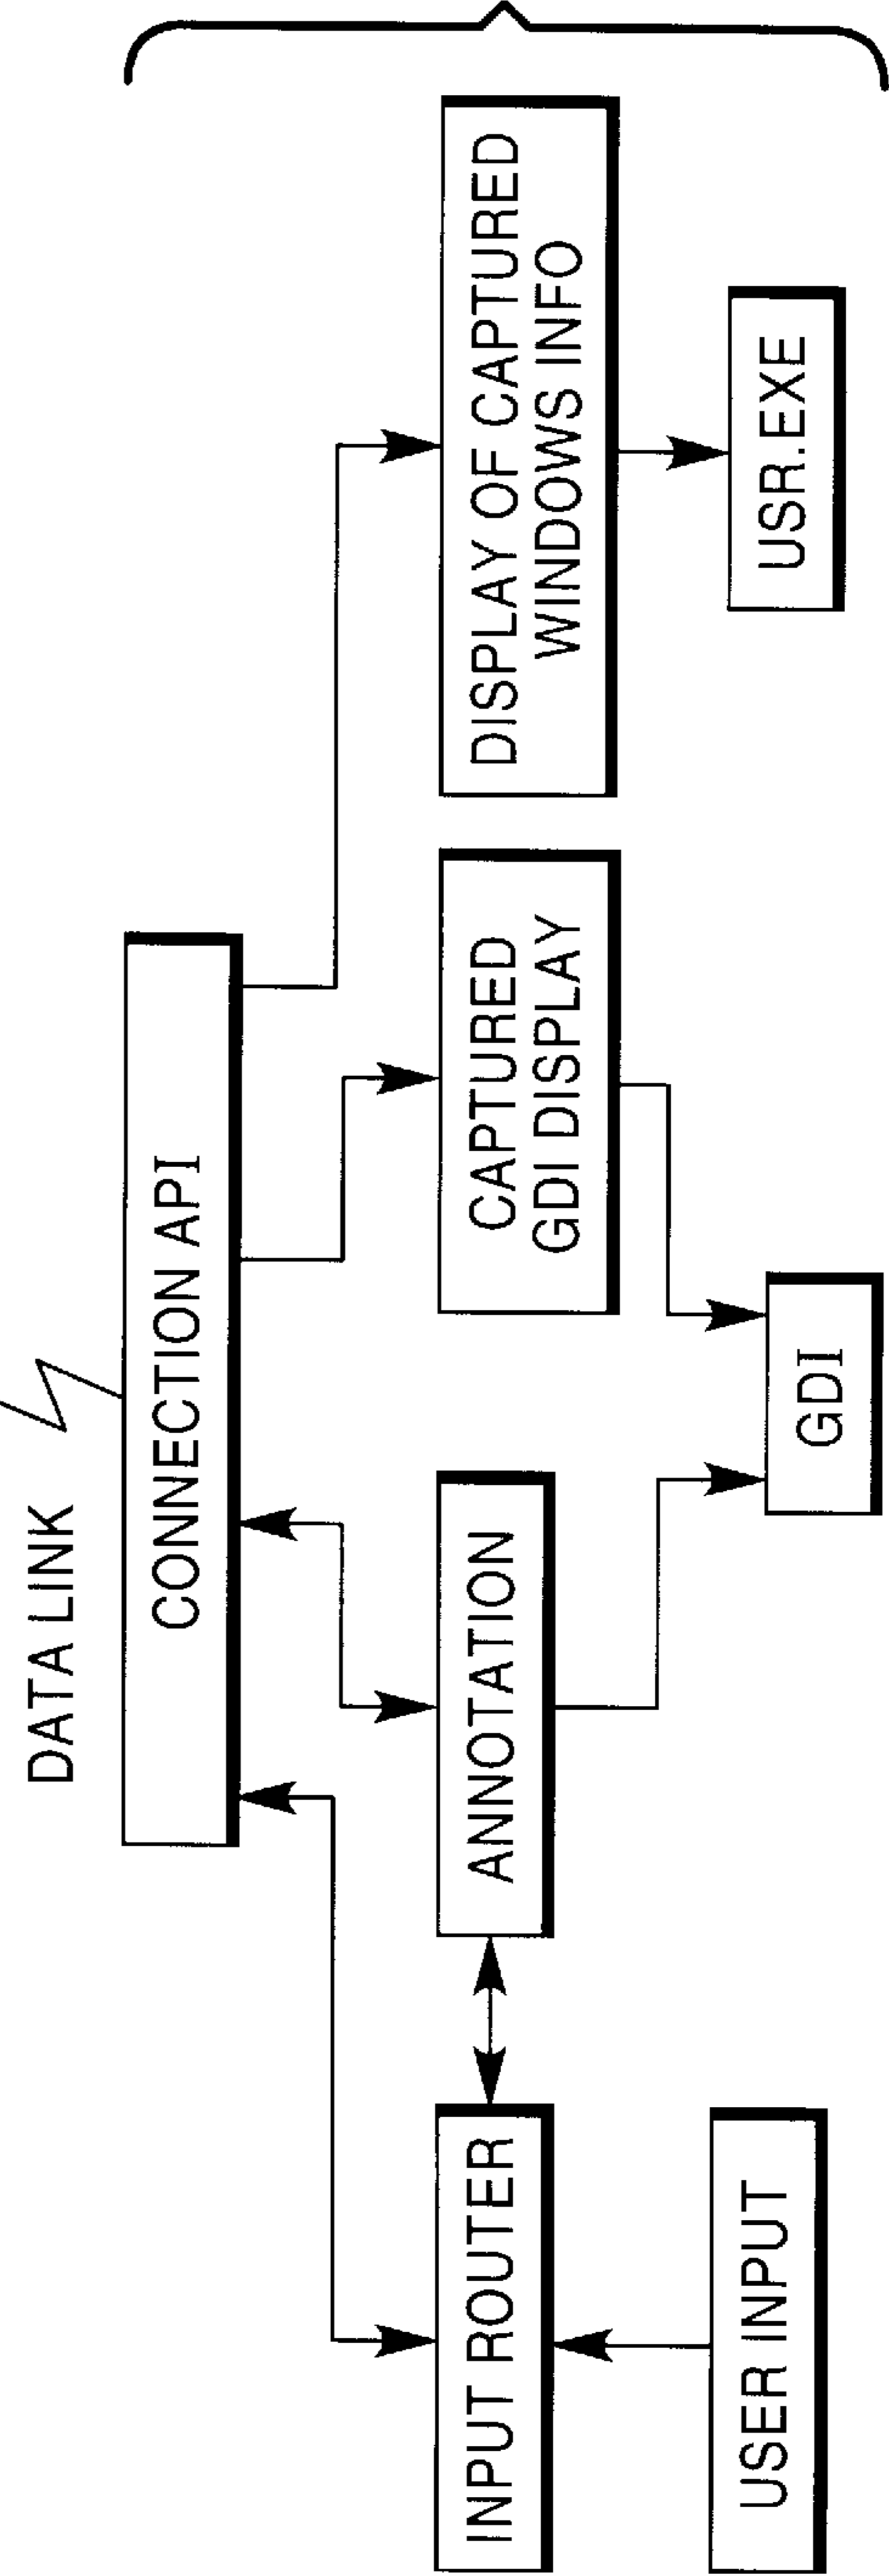 DATA LINK
CONNECTION API
INPUT ROUTER
ANNOTATION
CAPTURED
GDI DISPLAY
DISPLAY OF CAPTURED
WINDOWS INFO
USER INPUT
GDI
USR.EXE